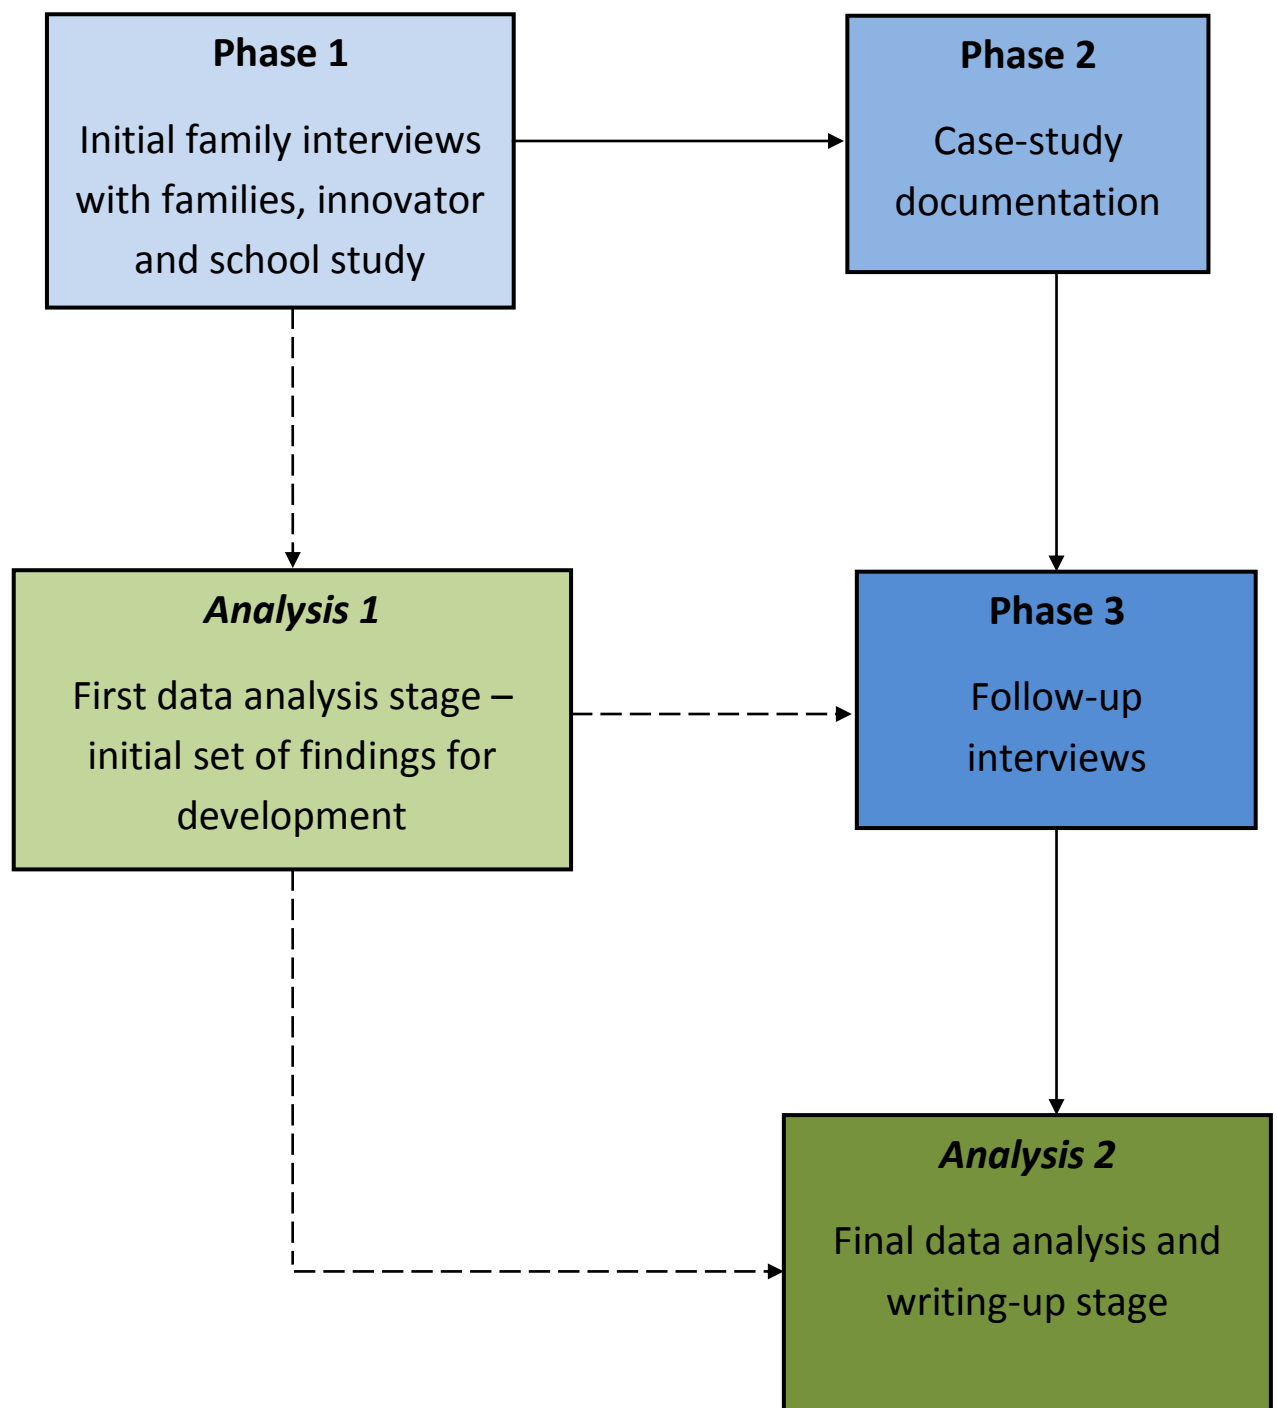 Phase 1
Initial family interviews
with families, innovator
and school study
Phase 2
Case-study
documentation
Analysis 1
First data analysis stage –
initial set of findings for
development
Phase 3
Follow-up
interviews
Analysis 2
Final data analysis and
writing-up stage